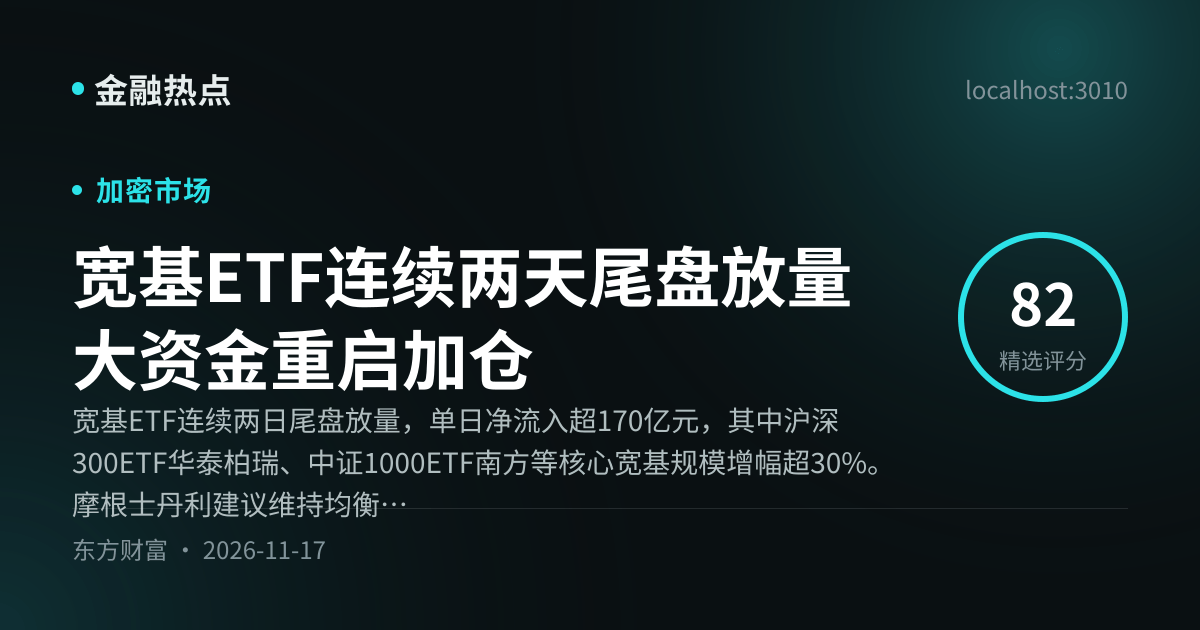 金融热点
localhost:3010
加密市场
宽基ETF连续两天尾盘放量
大资金重启加仓
82
精选评分
宽基ETF连续两日尾盘放量，单日净流入超170亿元，其中沪深
300ETF华泰柏瑞、中证1000ETF南方等核心宽基规模增幅超30%。
摩根士丹利建议维持均衡…
东方财富 • 2026-11-17